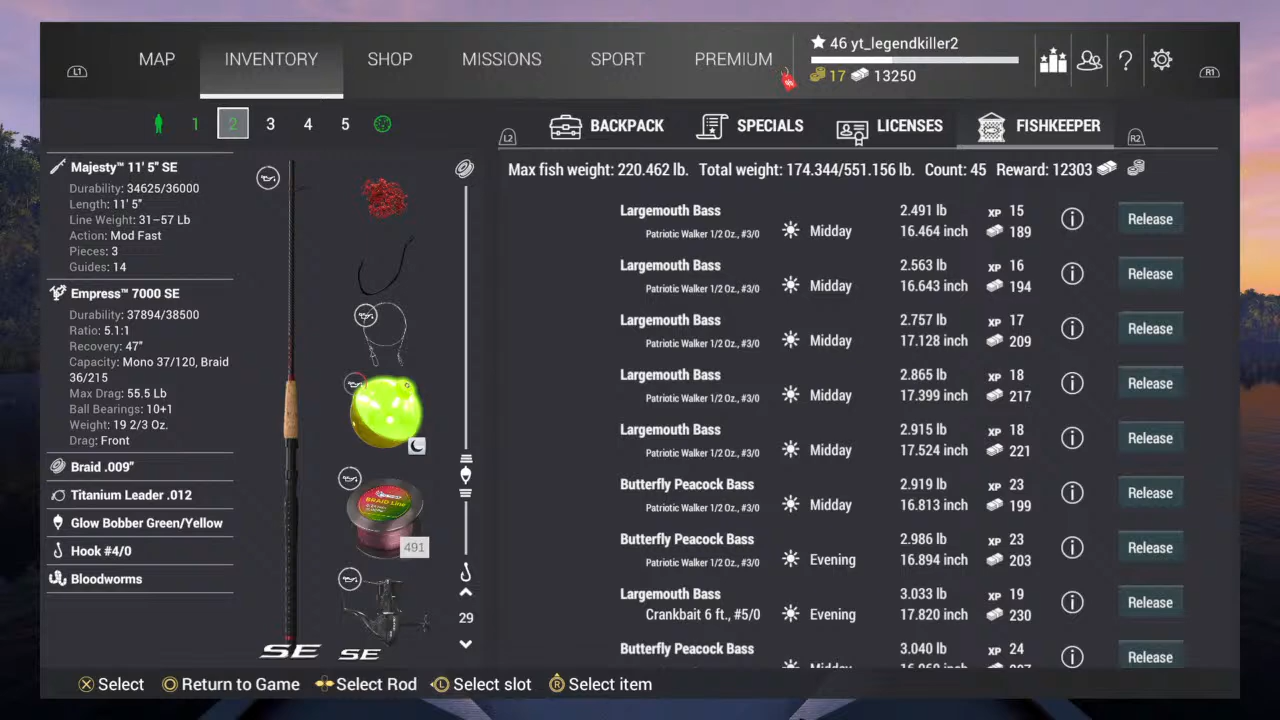 L1
MAP
INVENTORY
SHOP
MISSIONS
SPORT
PREMIUM
46 yt_legendkiller2
17 13250
?
R1
1 2 3 4 5
L2
BACKPACK
SPECIALS
LICENSES
FISHKEEPER
R2
Majesty™ 11' 5" SE
Durability: 34625/36000
Length: 11' 5"
Line Weight: 31–57 Lb
Action: Mod Fast
Pieces: 3
Guides: 14
Empress™ 7000 SE
Durability: 37894/38500
Ratio: 5.1:1
Recovery: 47"
Capacity: Mono 37/120, Braid
36/215
Max Drag: 55.5 Lb
Ball Bearings: 10+1
Weight: 19 2/3 Oz.
Drag: Front
Braid .009"
Titanium Leader .012
Glow Bobber Green/Yellow
Hook #4/0
Bloodworms
BRAID LINE
491
29
SE SE
Max fish weight: 220.462 lb. Total weight: 174.344/551.156 lb. Count: 45 Reward: 12303
Largemouth Bass 2.491 lb XP 15
Patriotic Walker 1/2 Oz., #3/0 Midday 16.464 inch 189 Release
Largemouth Bass 2.563 lb XP 16
Patriotic Walker 1/2 Oz., #3/0 Midday 16.643 inch 194 Release
Largemouth Bass 2.757 lb XP 17
Patriotic Walker 1/2 Oz., #3/0 Midday 17.128 inch 209 Release
Largemouth Bass 2.865 lb XP 18
Patriotic Walker 1/2 Oz., #3/0 Midday 17.399 inch 217 Release
Largemouth Bass 2.915 lb XP 18
Patriotic Walker 1/2 Oz., #3/0 Midday 17.524 inch 221 Release
Butterfly Peacock Bass 2.919 lb XP 23
Patriotic Walker 1/2 Oz., #3/0 Midday 16.813 inch 199 Release
Butterfly Peacock Bass 2.986 lb XP 23
Patriotic Walker 1/2 Oz., #3/0 Evening 16.894 inch 203 Release
Largemouth Bass 3.033 lb XP 19
Crankbait 6 ft., #5/0 Evening 17.820 inch 230 Release
Butterfly Peacock Bass 3.040 lb XP 24
Midday Release
Select Return to Game Select Rod L Select slot R Select item